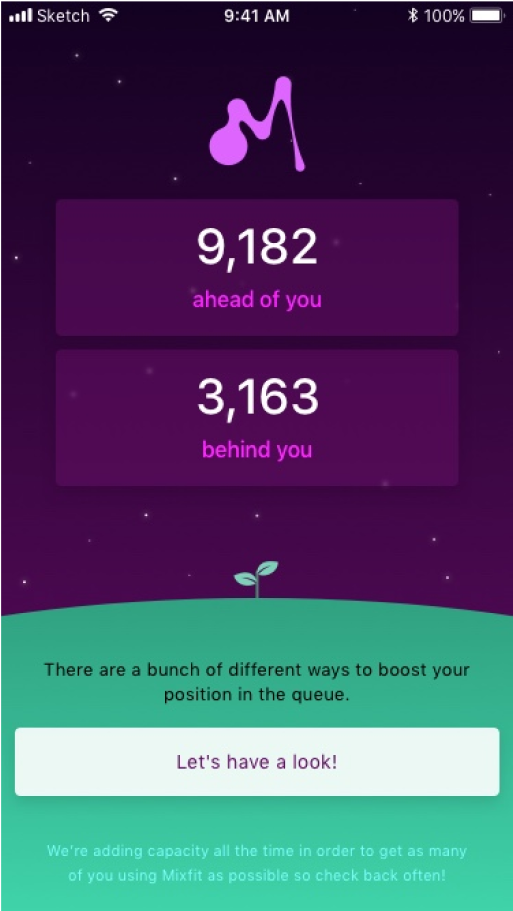 Sketch 9:41 AM 100%
9,182
ahead of you
3,163
behind you
There are a bunch of different ways to boost your
position in the queue.
Let's have a look!
We're adding capacity all the time in order to get as many
of you using Mixfit as possible so check back often!